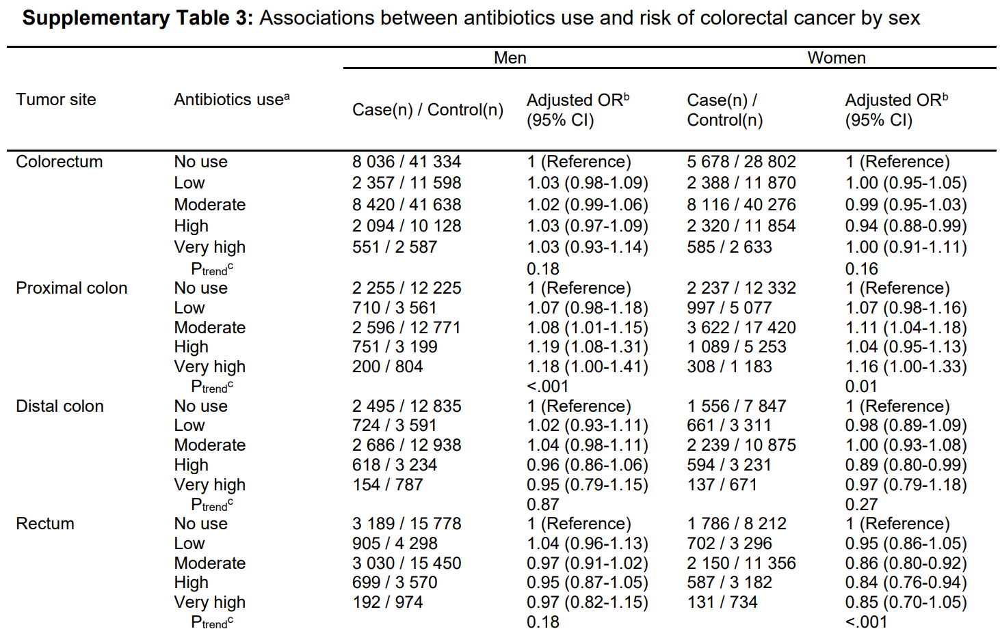 Supplementary Table 3: Associations between antibiotics use and risk of colorectal cancer by sex
Men Women
Tumor site Antibiotics useᵃ Case(n) / Control(n) Adjusted ORᵇ (95% CI) Case(n) / Control(n) Adjusted ORᵇ (95% CI)
Colorectum No use 8 036 / 41 334 1 (Reference) 5 678 / 28 802 1 (Reference)
Low 2 357 / 11 598 1.03 (0.98-1.09) 2 388 / 11 870 1.00 (0.95-1.05)
Moderate 8 420 / 41 638 1.02 (0.99-1.06) 8 116 / 40 276 0.99 (0.95-1.03)
High 2 094 / 10 128 1.03 (0.97-1.09) 2 320 / 11 854 0.94 (0.88-0.99)
Very high 551 / 2 587 1.03 (0.93-1.14) 585 / 2 633 1.00 (0.91-1.11)
Ptrendᶜ 0.18 0.16
Proximal colon No use 2 255 / 12 225 1 (Reference) 2 237 / 12 332 1 (Reference)
Low 710 / 3 561 1.07 (0.98-1.18) 997 / 5 077 1.07 (0.98-1.16)
Moderate 2 596 / 12 771 1.08 (1.01-1.15) 3 622 / 17 420 1.11 (1.04-1.18)
High 751 / 3 199 1.19 (1.08-1.31) 1 089 / 5 253 1.04 (0.95-1.13)
Very high 200 / 804 1.18 (1.00-1.41) 308 / 1 183 1.16 (1.00-1.33)
Ptrendᶜ <.001 0.01
Distal colon No use 2 495 / 12 835 1 (Reference) 1 556 / 7 847 1 (Reference)
Low 724 / 3 591 1.02 (0.93-1.11) 661 / 3 311 0.98 (0.89-1.09)
Moderate 2 686 / 12 938 1.04 (0.98-1.11) 2 239 / 10 875 1.00 (0.93-1.08)
High 618 / 3 234 0.96 (0.86-1.06) 594 / 3 231 0.89 (0.80-0.99)
Very high 154 / 787 0.95 (0.79-1.15) 137 / 671 0.97 (0.79-1.18)
Ptrendᶜ 0.87 0.27
Rectum No use 3 189 / 15 778 1 (Reference) 1 786 / 8 212 1 (Reference)
Low 905 / 4 298 1.04 (0.96-1.13) 702 / 3 296 0.95 (0.86-1.05)
Moderate 3 030 / 15 450 0.97 (0.91-1.02) 2 150 / 11 356 0.86 (0.80-0.92)
High 699 / 3 570 0.95 (0.87-1.05) 587 / 3 182 0.84 (0.76-0.94)
Very high 192 / 974 0.97 (0.82-1.15) 131 / 734 0.85 (0.70-1.05)
Ptrendᶜ 0.18 <.001